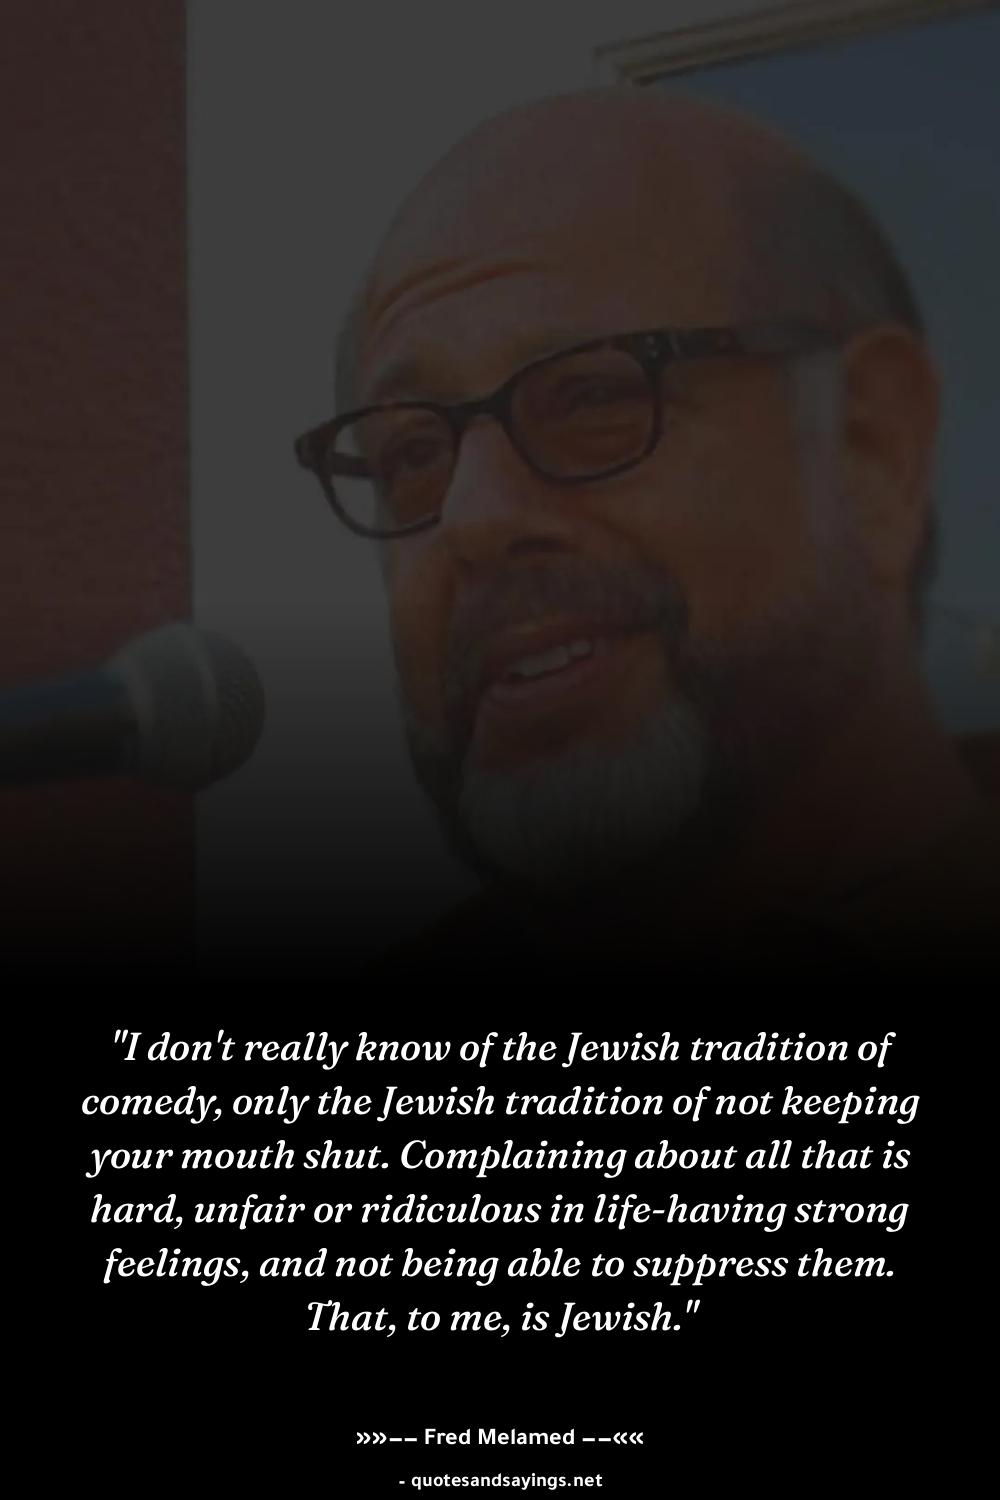 "I don't really know of the Jewish tradition of
comedy, only the Jewish tradition of not keeping
your mouth shut. Complaining about all that is
hard, unfair or ridiculous in life-having strong
feelings, and not being able to suppress them.
That, to me, is Jewish."
»»–– Fred Melamed ––««
- quotesandsayings.net